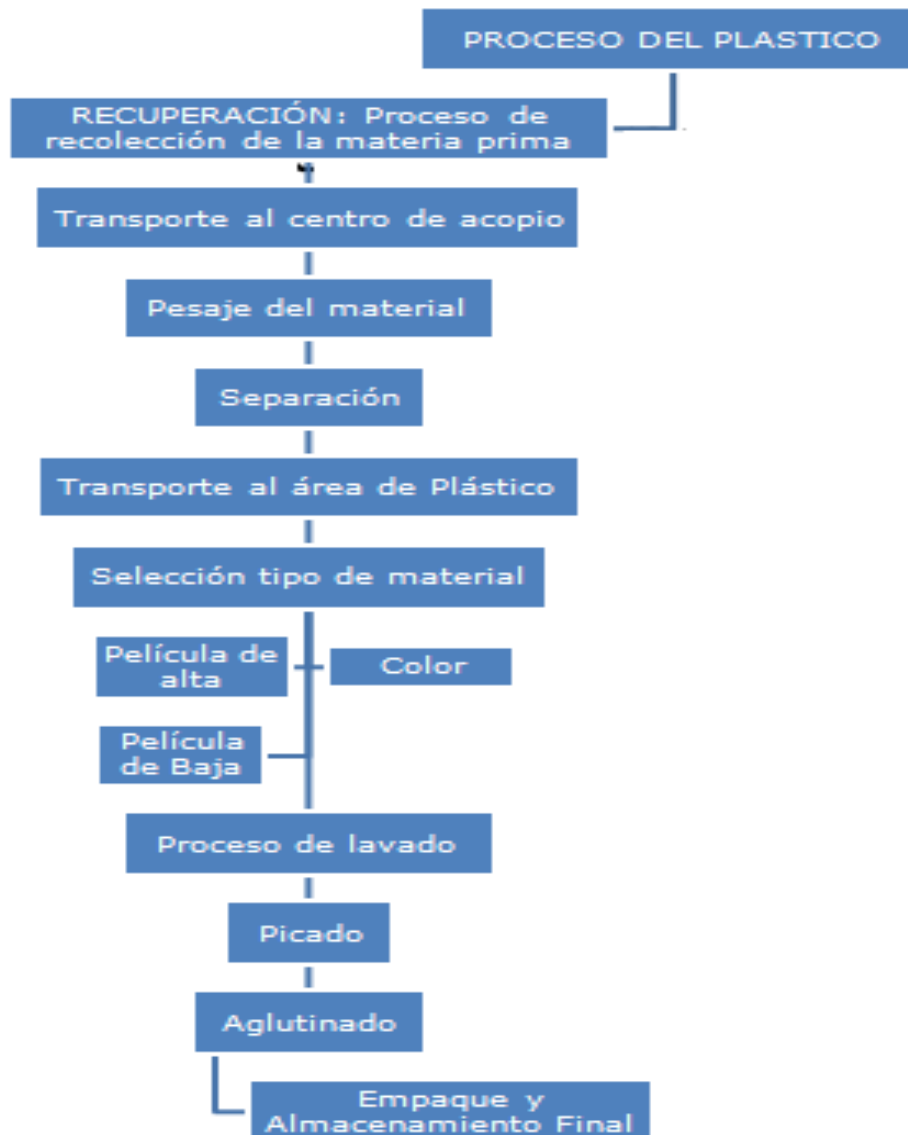 PROCESO DEL PLASTICO
RECUPERACIÓN: Proceso de
recolección de la materia prima
Transporte al centro de acopio
Pesaje del material
Separación
Transporte al área de Plástico
Selección tipo de material
Película de
alta
Color
Película
de Baja
Proceso de lavado
Picado
Aglutinado
Empaque y
Almacenamiento Final